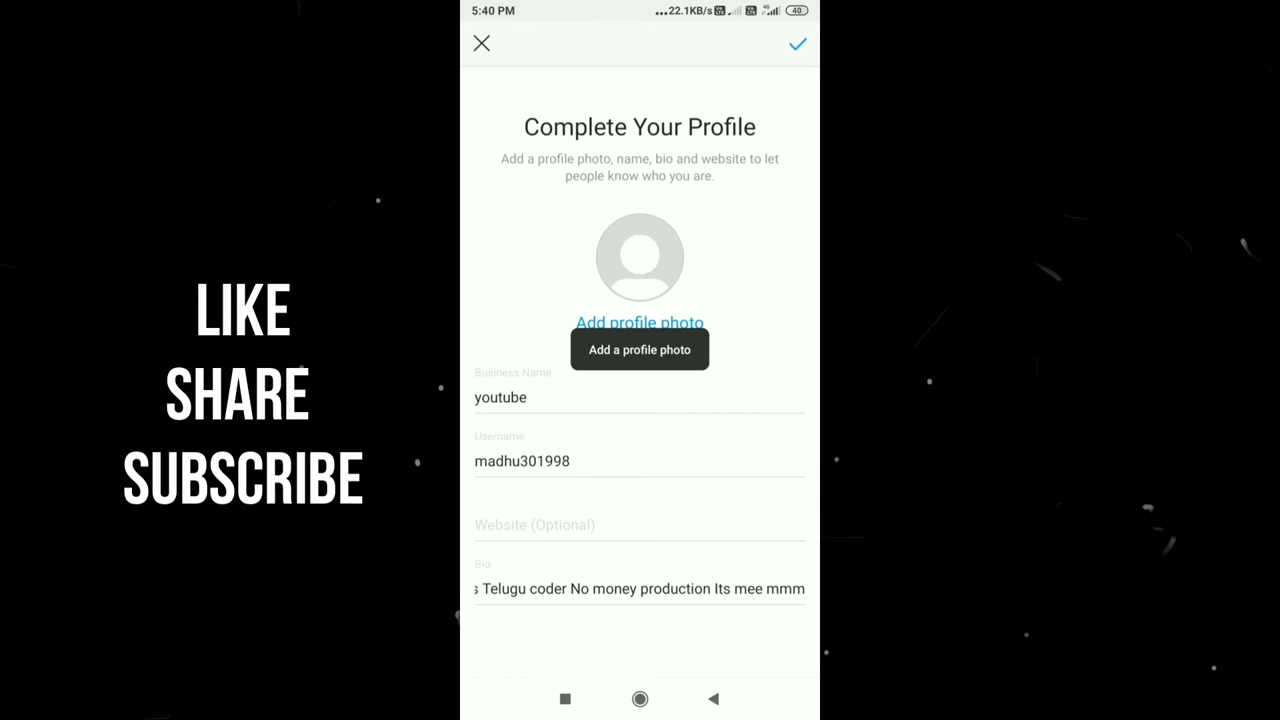 5:40 PM
...22.1KB/s
4G
40
Complete Your Profile
Add a profile photo, name, bio and website to let
people know who you are.
Add profile photo
Add a profile photo
Business Name
youtube
Username
madhu301998
Website (Optional)
Bio
s Telugu coder No money production Its mee mmm
LIKE
SHARE
SUBSCRIBE